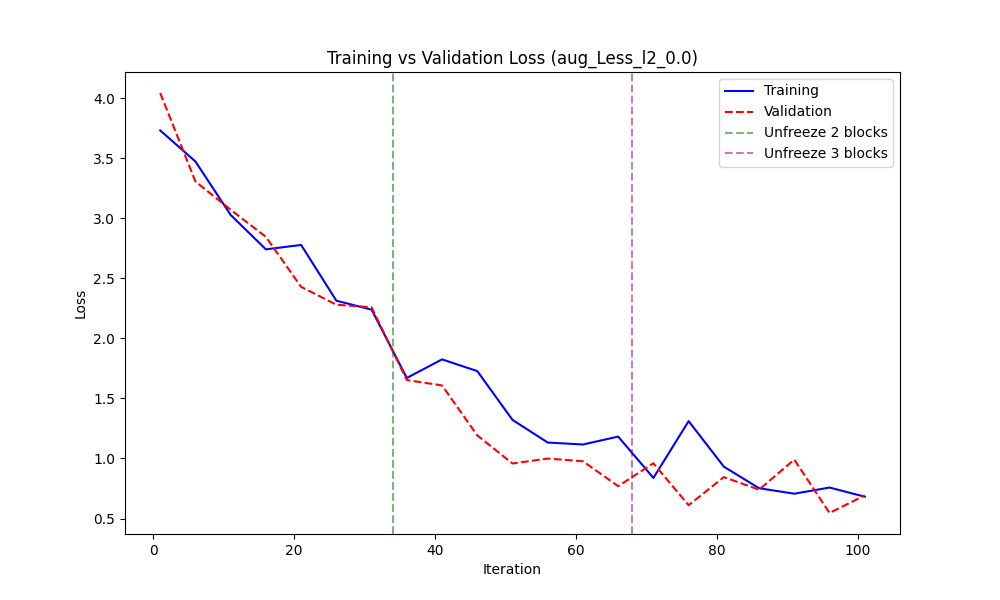 Training vs Validation Loss (aug_Less_l2_0.0)
Training
Validation
Unfreeze 2 blocks
Unfreeze 3 blocks
Loss
4.0
3.5
3.0
2.5
2.0
1.5
1.0
0.5
0 20 40 60 80 100
Iteration